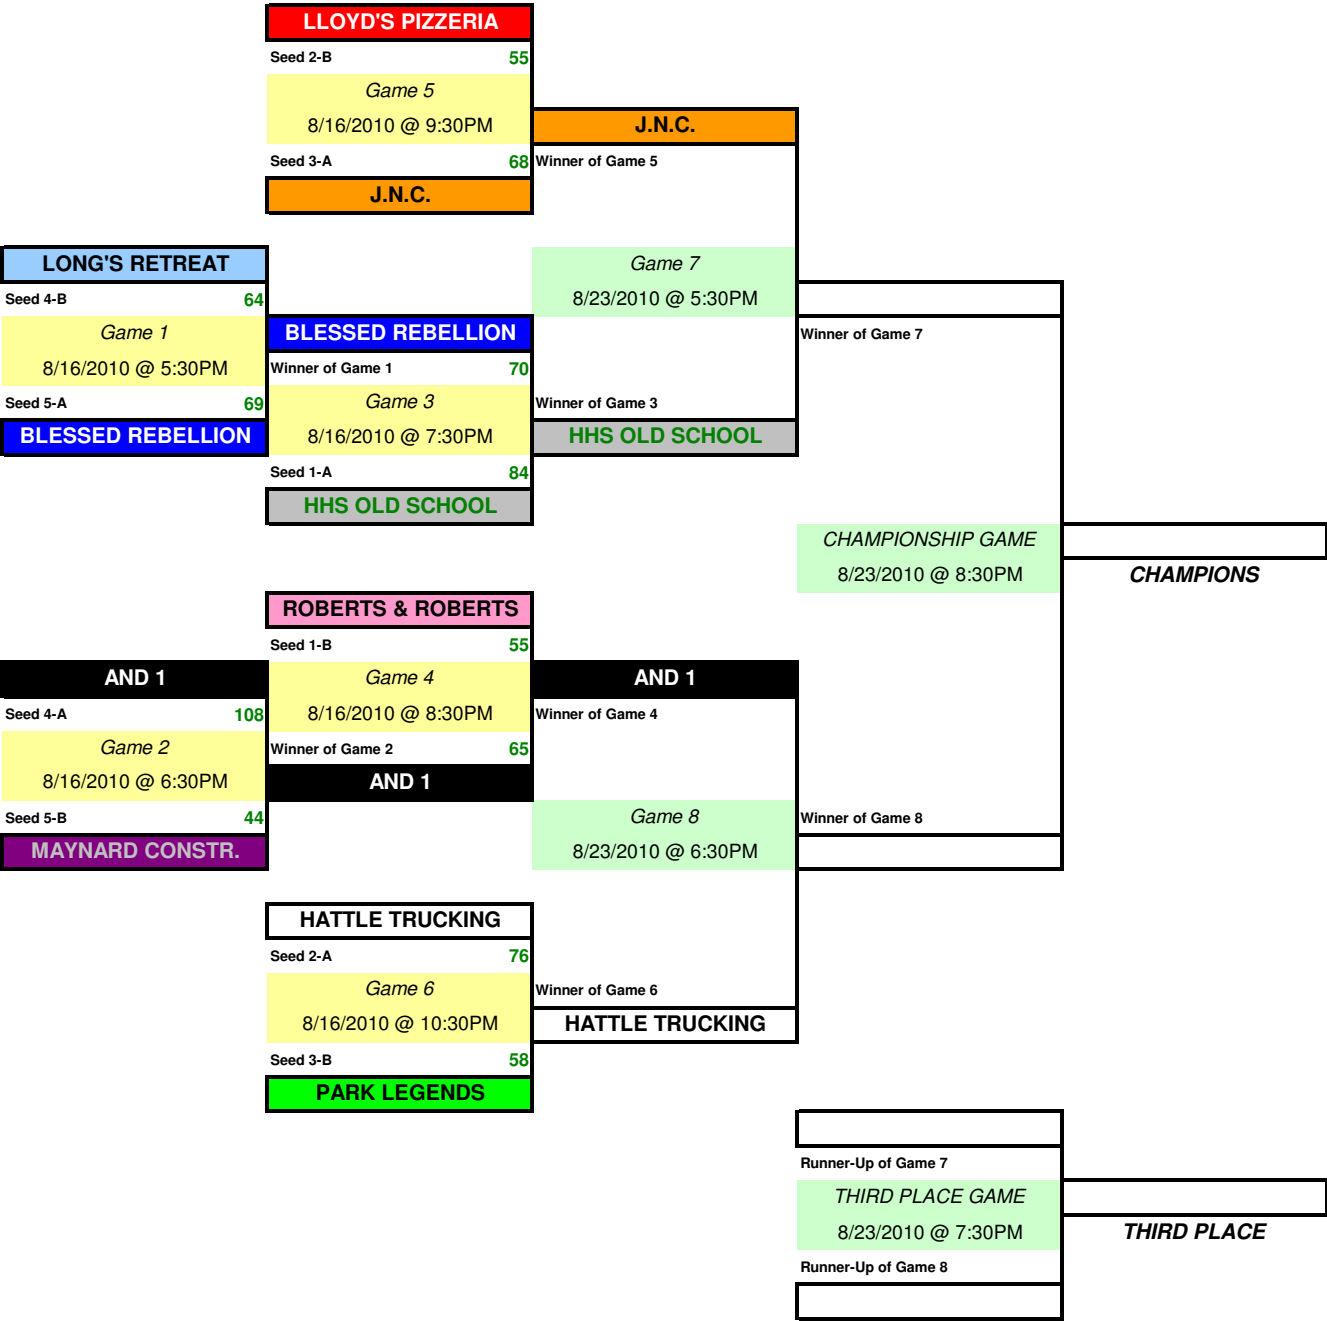 LLOYD'S PIZZERIA
Seed 2-B 55
Game 5
8/16/2010 @ 9:30PM
Seed 3-A 68
J.N.C.
J.N.C.
Winner of Game 5
LONG'S RETREAT
Seed 4-B 64
Game 1
8/16/2010 @ 5:30PM
Seed 5-A 69
BLESSED REBELLION
BLESSED REBELLION
Winner of Game 1 70
Game 3
8/16/2010 @ 7:30PM
Seed 1-A 84
HHS OLD SCHOOL
Game 7
8/23/2010 @ 5:30PM
Winner of Game 3
HHS OLD SCHOOL
Winner of Game 7
CHAMPIONSHIP GAME
8/23/2010 @ 8:30PM
CHAMPIONS
ROBERTS & ROBERTS
Seed 1-B 55
Game 4
8/16/2010 @ 8:30PM
Winner of Game 2 65
AND 1
AND 1
Seed 4-A 108
Game 2
8/16/2010 @ 6:30PM
Seed 5-B 44
MAYNARD CONSTR.
AND 1
Winner of Game 4
Game 8
8/23/2010 @ 6:30PM
Winner of Game 8
HATTLE TRUCKING
Seed 2-A 76
Game 6
8/16/2010 @ 10:30PM
Seed 3-B 58
PARK LEGENDS
Winner of Game 6
HATTLE TRUCKING
Runner-Up of Game 7
THIRD PLACE GAME
8/23/2010 @ 7:30PM
Runner-Up of Game 8
THIRD PLACE